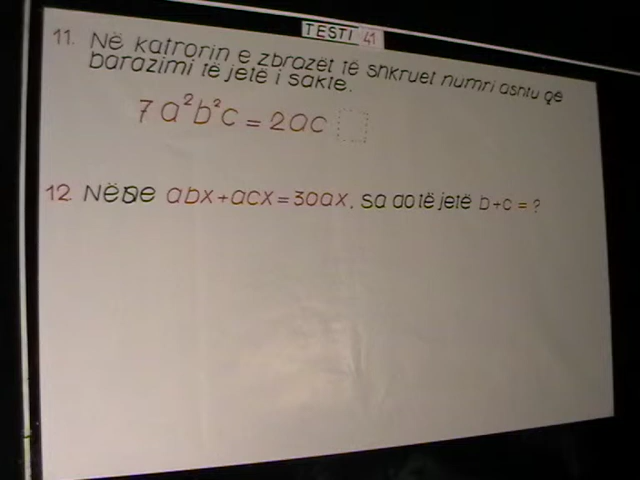 TESTI 41
11. Në katrorin e zbrazët të shkruet numri ashtu që
barazimi të jetë i saktë.
7a²b²c = 2ac
12. Nëse abx+acx=30ax, sa do të jetë b+c = ?